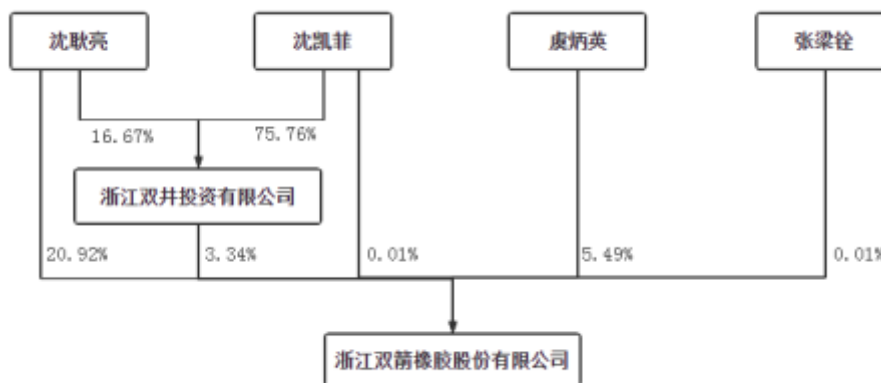 沈耿亮
沈凯菲
虞炳英
张梁铨
16.67%
75.76%
浙江双井投资有限公司
20.92%
3.34%
0.01%
5.49%
0.01%
浙江双箭橡胶股份有限公司